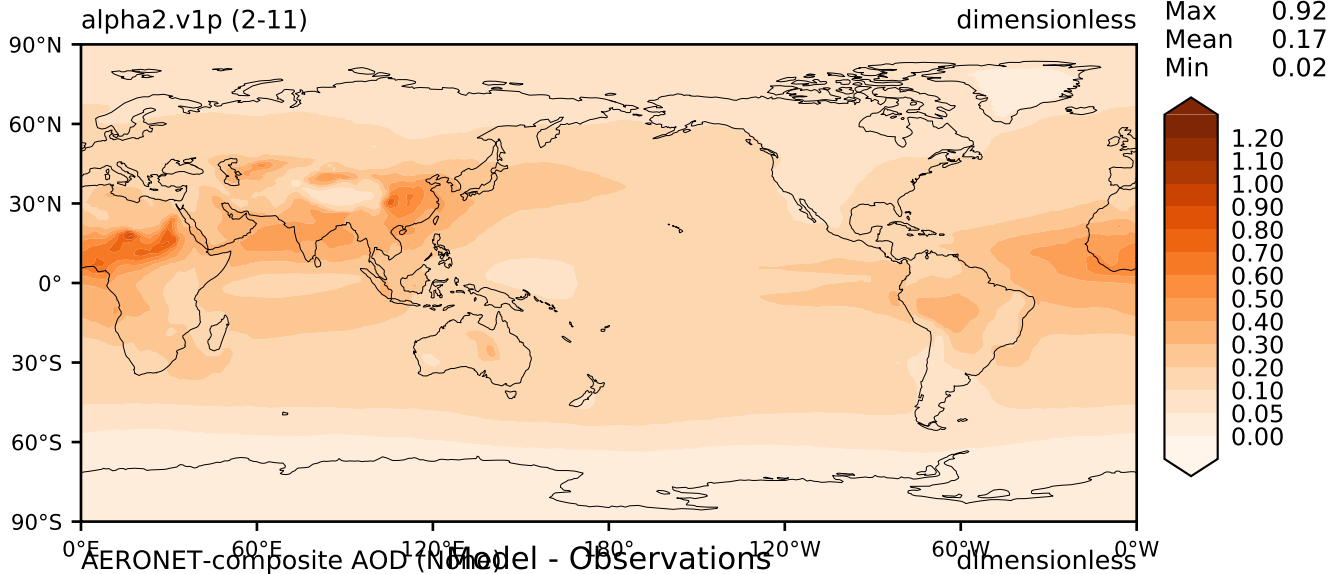 alpha2.v1p (2-11) dimensionless
Max 0.92
Mean 0.17
Min 0.02
90°N
60°N
30°N
0°
30°S
60°S
90°S
1.20
1.10
1.00
0.90
0.80
0.70
0.60
0.50
0.40
0.30
0.20
0.10
0.05
0.00
0°E 60°E 120°E 180° 120°W 60°W 0°W
AERONET-composite AOD (None) Model - Observations dimensionless